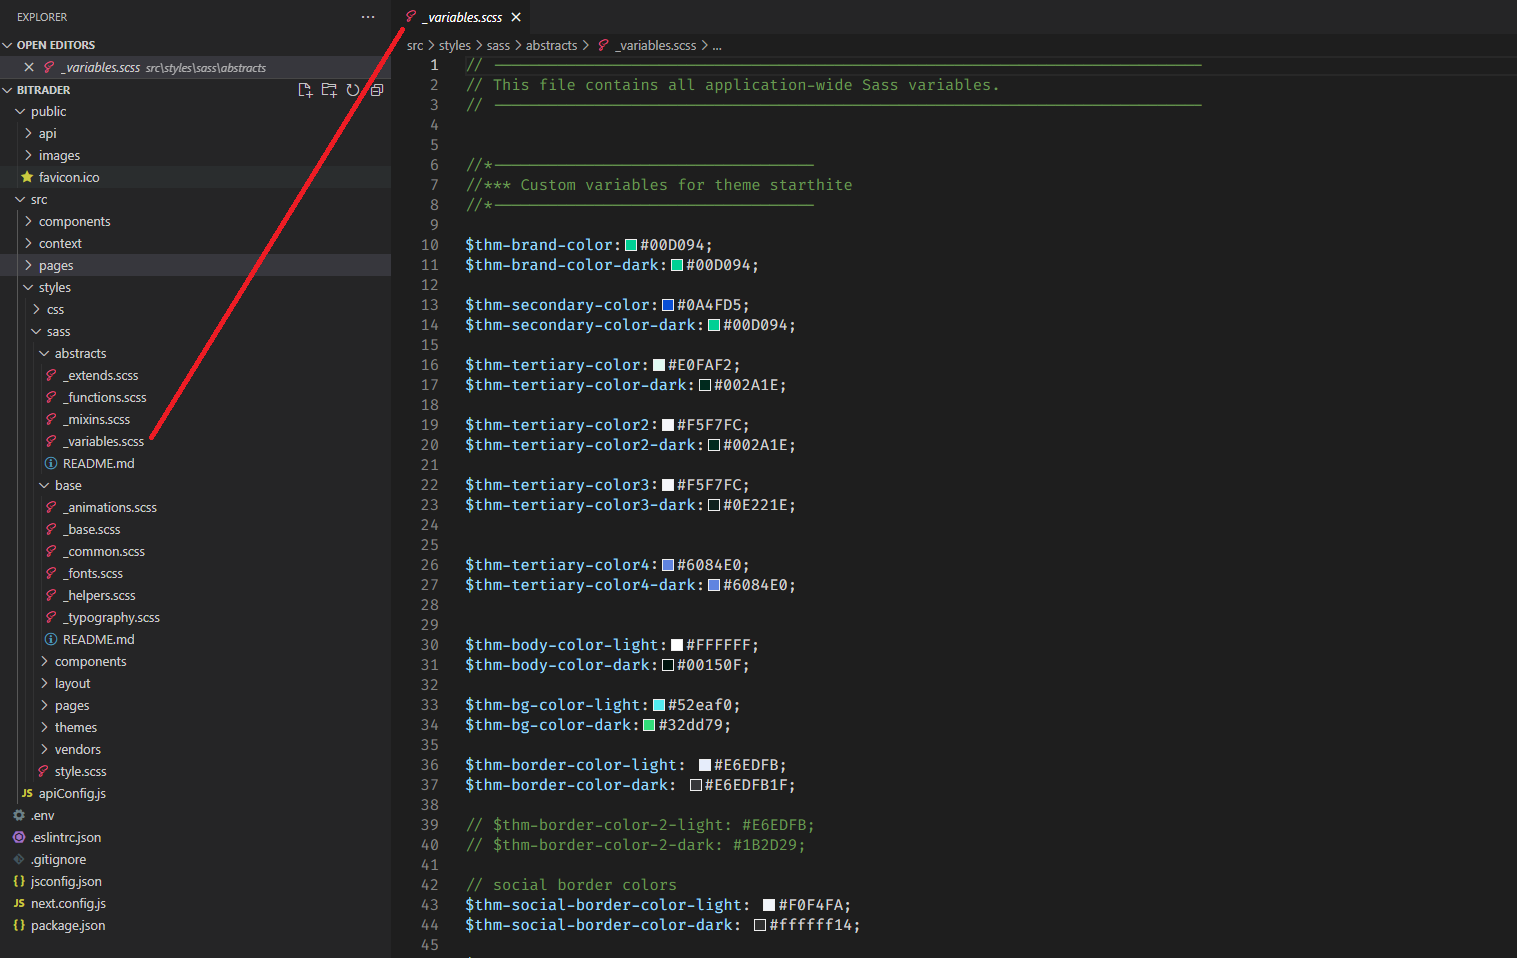 EXPLORER
OPEN EDITORS
_variables.scss src\styles\sass\abstracts
BITRADER
public
api
images
favicon.ico
src
components
context
pages
styles
css
sass
abstracts
_extends.scss
_functions.scss
_mixins.scss
_variables.scss
README.md
base
_animations.scss
_base.scss
_common.scss
_fonts.scss
_helpers.scss
_typography.scss
README.md
components
layout
pages
themes
vendors
style.scss
JS apiConfig.js
.env
.eslintrc.json
.gitignore
{} jsconfig.json
JS next.config.js
{} package.json
_variables.scss
src > styles > sass > abstracts > _variables.scss > ...
1 // ─────────────────────────────────────────────
2 // This file contains all application-wide Sass variables.
3 // ─────────────────────────────────────────────
4
5
6 //*───────────────────────────────────
7 //*** Custom variables for theme starthite
8 //*───────────────────────────────────
9
10 $thm-brand-color: #00D094;
11 $thm-brand-color-dark: #00D094;
12
13 $thm-secondary-color: #0A4FD5;
14 $thm-secondary-color-dark: #00D094;
15
16 $thm-tertiary-color: #E0FAF2;
17 $thm-tertiary-color-dark: #002A1E;
18
19 $thm-tertiary-color2: #F5F7FC;
20 $thm-tertiary-color2-dark: #002A1E;
21
22 $thm-tertiary-color3: #F5F7FC;
23 $thm-tertiary-color3-dark: #0E221E;
24
25
26 $thm-tertiary-color4: #6084E0;
27 $thm-tertiary-color4-dark: #6084E0;
28
29
30 $thm-body-color-light: #FFFFFF;
31 $thm-body-color-dark: #00150F;
32
33 $thm-bg-color-light: #52eaf0;
34 $thm-bg-color-dark: #32dd79;
35
36 $thm-border-color-light: #E6EDFB;
37 $thm-border-color-dark: #E6EDFB1F;
38
39 // $thm-border-color-2-light: #E6EDFB;
40 // $thm-border-color-2-dark: #1B2D29;
41
42 // social border colors
43 $thm-social-border-color-light: #F0F4FA;
44 $thm-social-border-color-dark: #ffffff14;
45